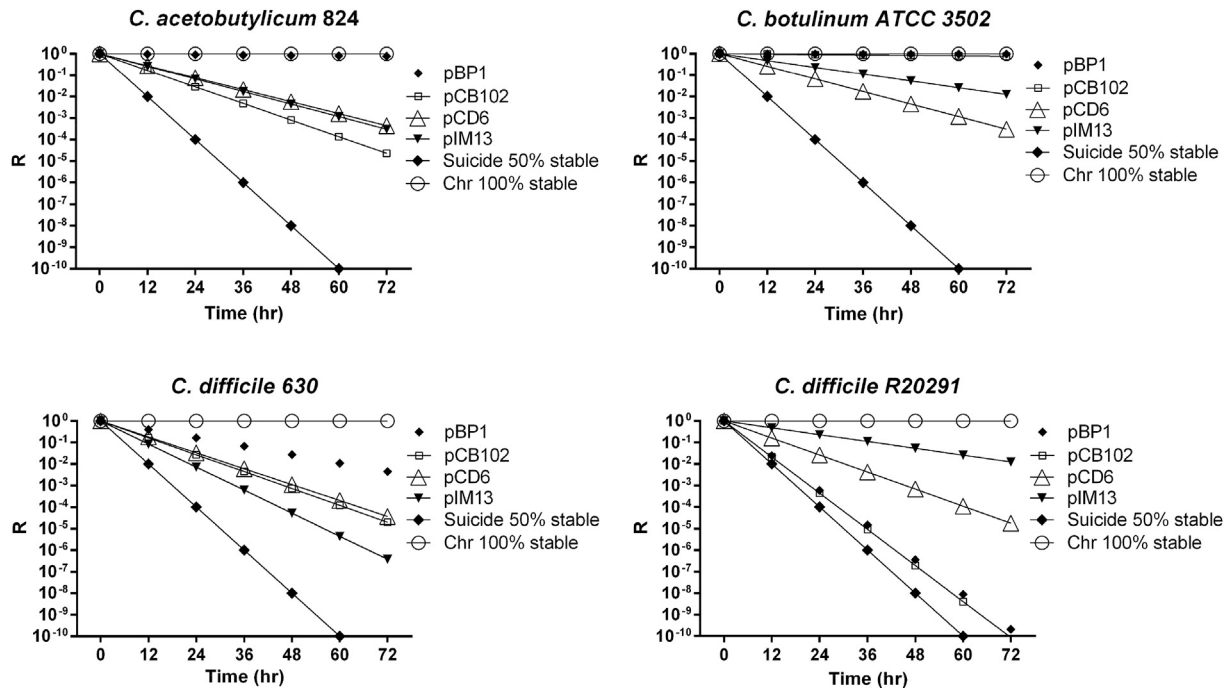 C. acetobutylicum 824
R
10⁰
10⁻¹
10⁻²
10⁻³
10⁻⁴
10⁻⁵
10⁻⁶
10⁻⁷
10⁻⁸
10⁻⁹
10⁻¹⁰
0 12 24 36 48 60 72
Time (hr)
pBP1
pCB102
pCD6
pIM13
Suicide 50% stable
Chr 100% stable
C. botulinum ATCC 3502
R
10⁰
10⁻¹
10⁻²
10⁻³
10⁻⁴
10⁻⁵
10⁻⁶
10⁻⁷
10⁻⁸
10⁻⁹
10⁻¹⁰
0 12 24 36 48 60 72
Time (hr)
pBP1
pCB102
pCD6
pIM13
Suicide 50% stable
Chr 100% stable
C. difficile 630
R
10⁰
10⁻¹
10⁻²
10⁻³
10⁻⁴
10⁻⁵
10⁻⁶
10⁻⁷
10⁻⁸
10⁻⁹
10⁻¹⁰
0 12 24 36 48 60 72
Time (hr)
pBP1
pCB102
pCD6
pIM13
Suicide 50% stable
Chr 100% stable
C. difficile R20291
R
10⁰
10⁻¹
10⁻²
10⁻³
10⁻⁴
10⁻⁵
10⁻⁶
10⁻⁷
10⁻⁸
10⁻⁹
10⁻¹⁰
0 12 24 36 48 60 72
Time (hr)
pBP1
pCB102
pCD6
pIM13
Suicide 50% stable
Chr 100% stable